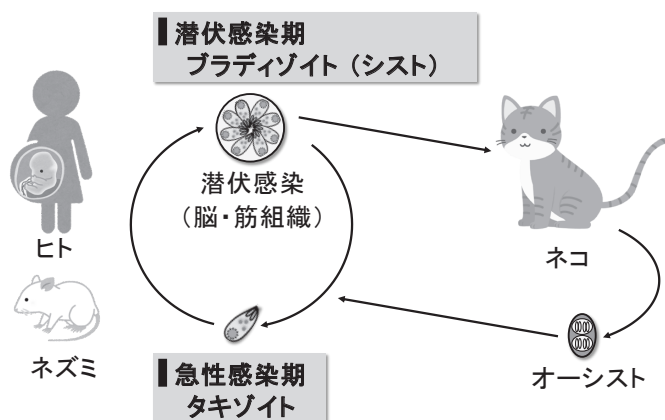 ▌潜伏感染期
ブラディゾイト（シスト）
潜伏感染
（脳・筋組織）
ヒト
ネコ
ネズミ
オーシスト
▌急性感染期
タキゾイト